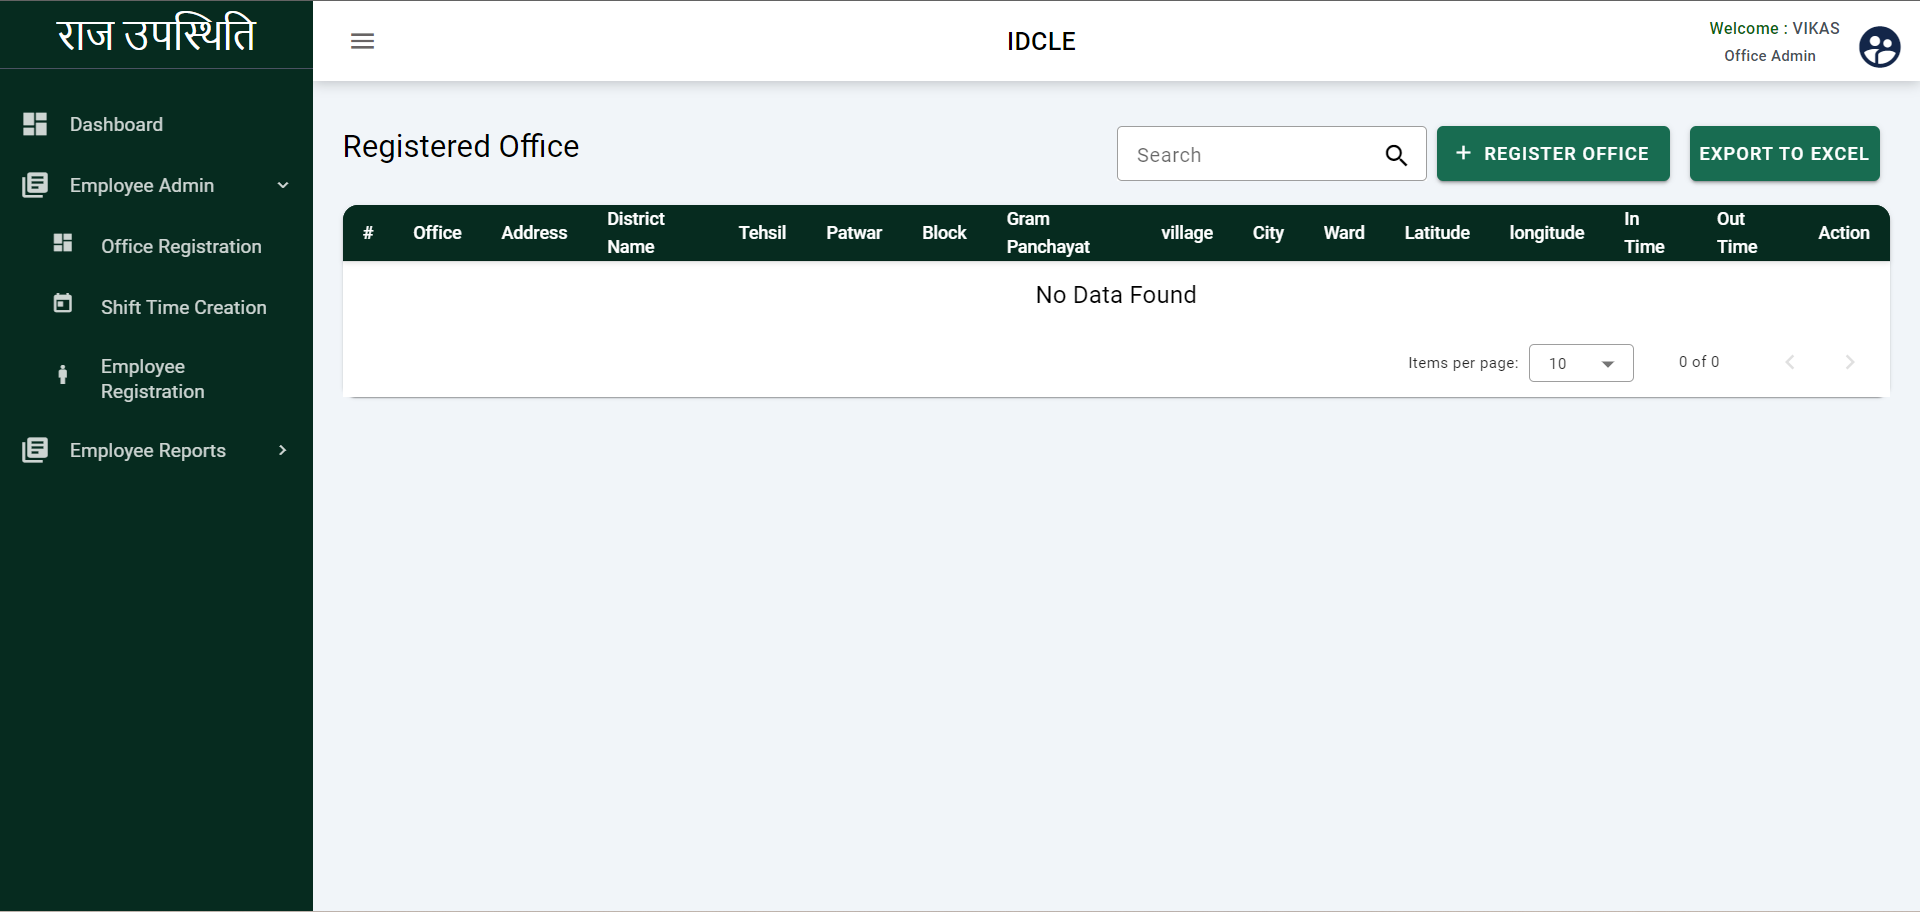 राज उपस्थिति
IDCLE
Welcome : VIKAS
Office Admin
Dashboard
Employee Admin
Office Registration
Shift Time Creation
Employee
Registration
Employee Reports
Registered Office
Search
+ REGISTER OFFICE
EXPORT TO EXCEL
# Office Address District Name Tehsil Patwar Block Gram Panchayat village City Ward Latitude longitude In Time Out Time Action
No Data Found
Items per page: 10 0 of 0